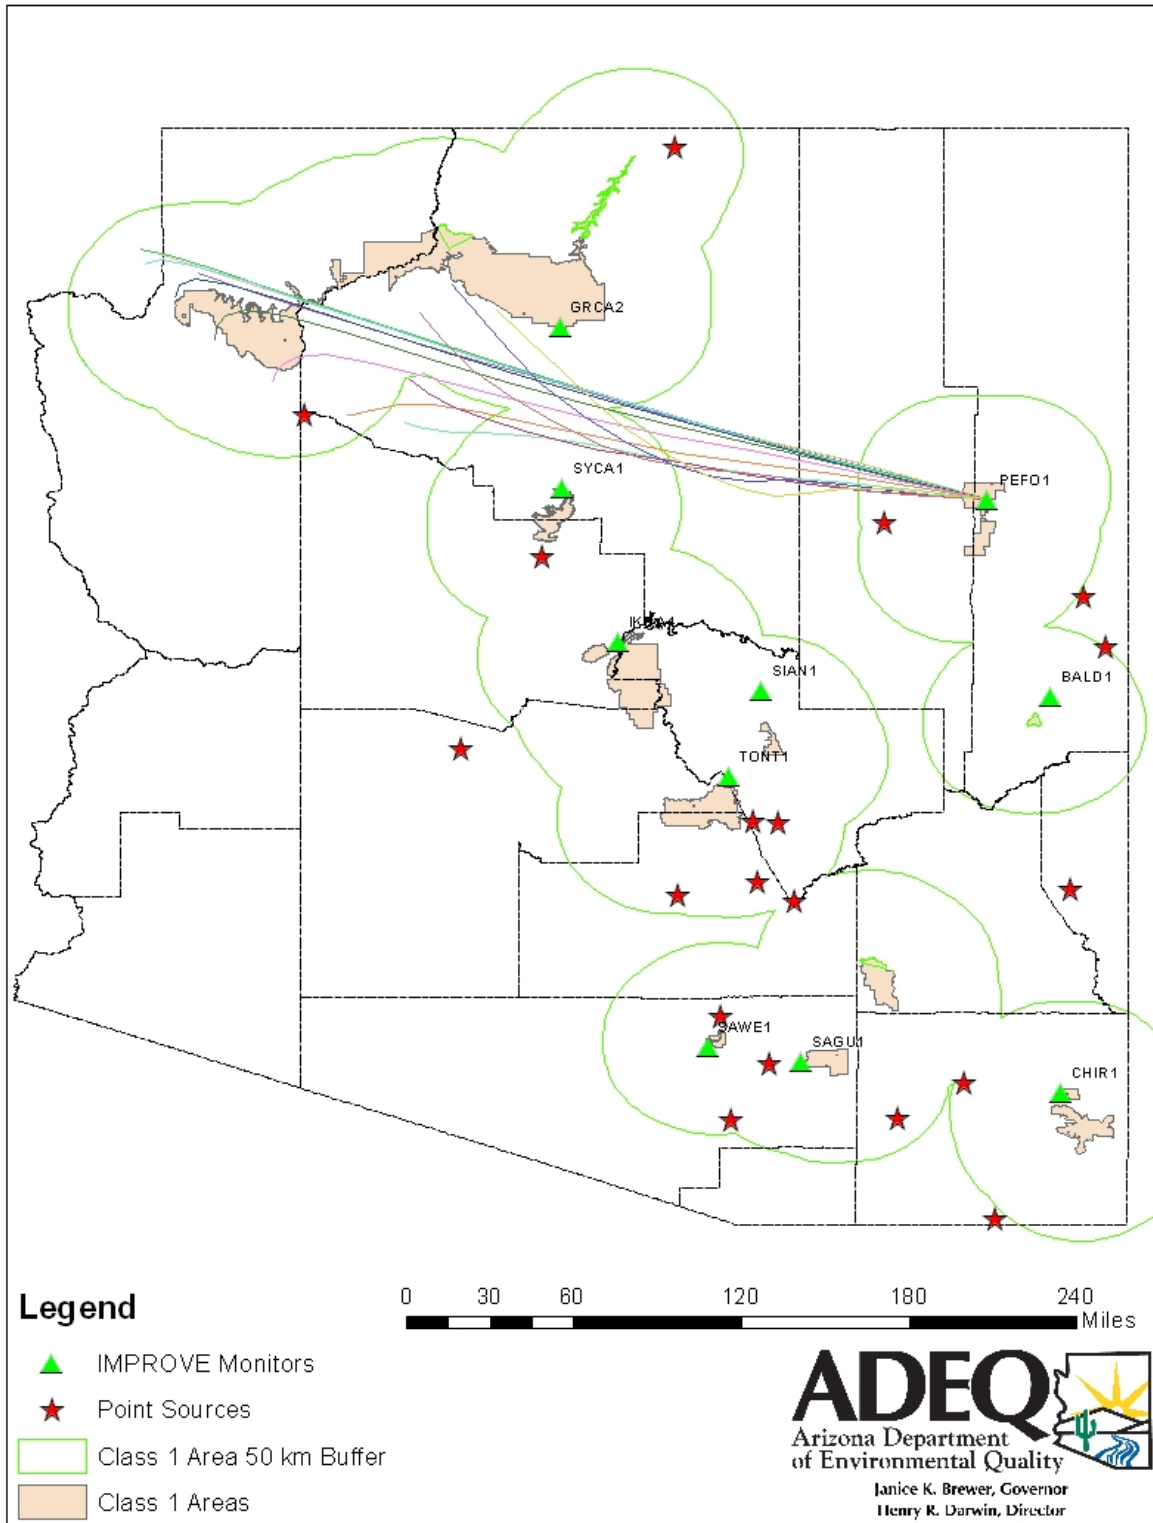 GRCA2
SYCA1
PEFO1
SIAN1
BALD1
TONT1
SAWE1
SAGU1
CHIR1
Legend
0 30 60 120 180 240
Miles
IMPROVE Monitors
Point Sources
Class 1 Area 50 km Buffer
Class 1 Areas
ADEQ
Arizona Department
of Environmental Quality
Janice K. Brewer, Governor
Henry R. Darwin, Director